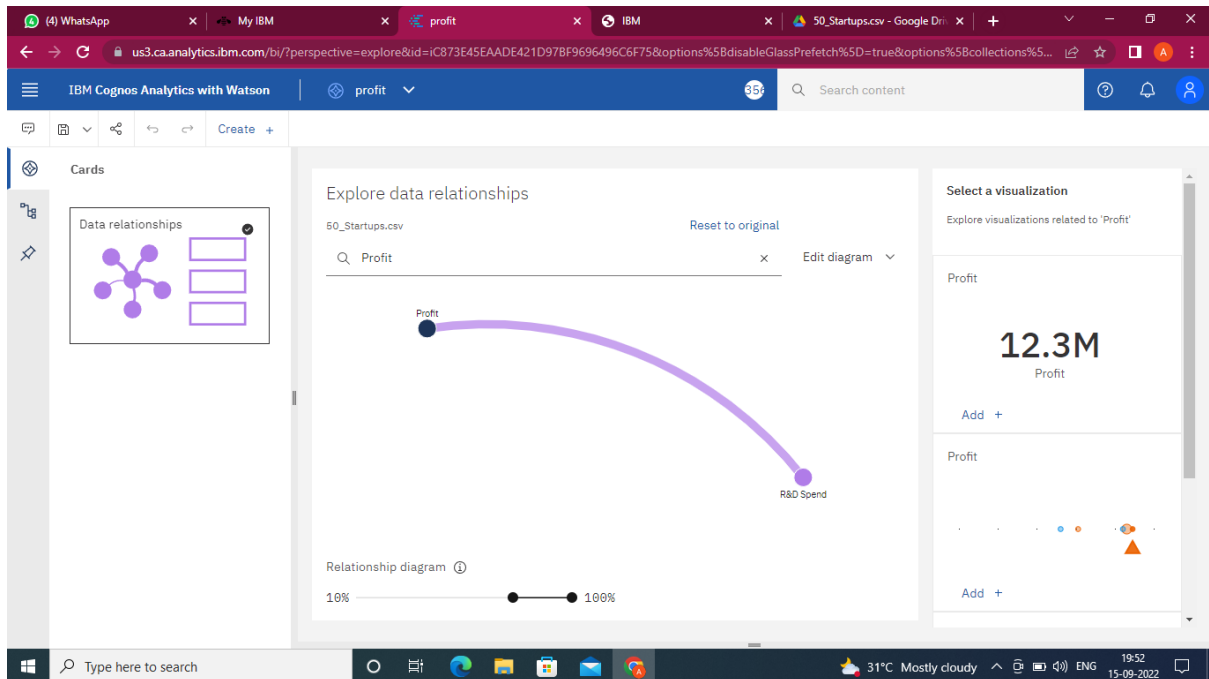 (4) WhatsApp
My IBM
profit
IBM
50_Startups.csv - Google Driv
us3.ca.analytics.ibm.com/bi/?perspective=explore&id=iC873E45EAADE421D97BF9696496C6F75&options%5BdisableGlassPrefetch%5D=true&options%5Bcollections%5...
A
IBM Cognos Analytics with Watson
profit
356
Search content
Create +
Cards
Data relationships
Explore data relationships
50_Startups.csv
Reset to original
Profit
Edit diagram
Profit
R&D Spend
Relationship diagram
10%
100%
Select a visualization
Explore visualizations related to 'Profit'
Profit
12.3M
Profit
Add +
Profit
Add +
Type here to search
31°C Mostly cloudy
ENG
19:52
15-09-2022